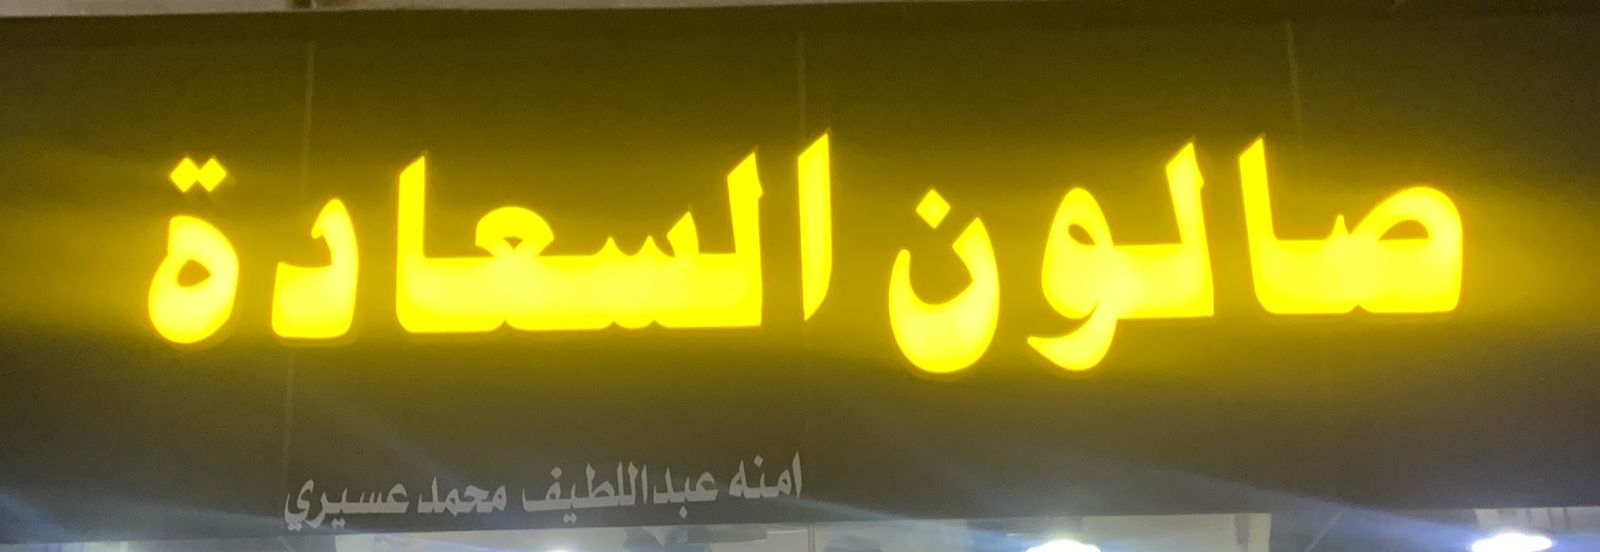 صالون السعادة
امنه عبداللطيف محمد عسيري